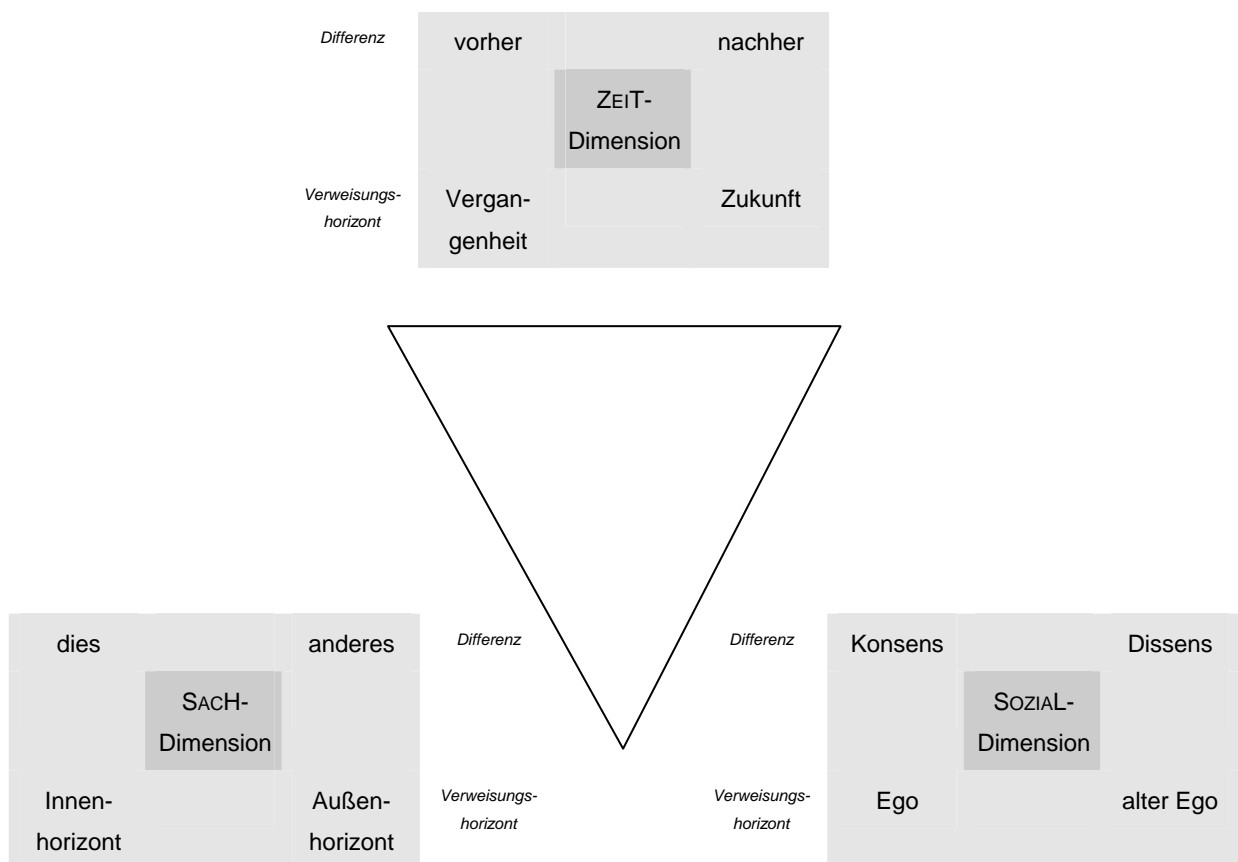 Differenz
vorher
nachher
ZEIT-
Dimension
Verweisungs-
horizont
Vergan-
genheit
Zukunft
dies
anderes
Differenz
SACH-
Dimension
Innen-
horizont
Außen-
horizont
Verweisungs-
horizont
Differenz
Konsens
Dissens
SOZIAL-
Dimension
Verweisungs-
horizont
Ego
alter Ego